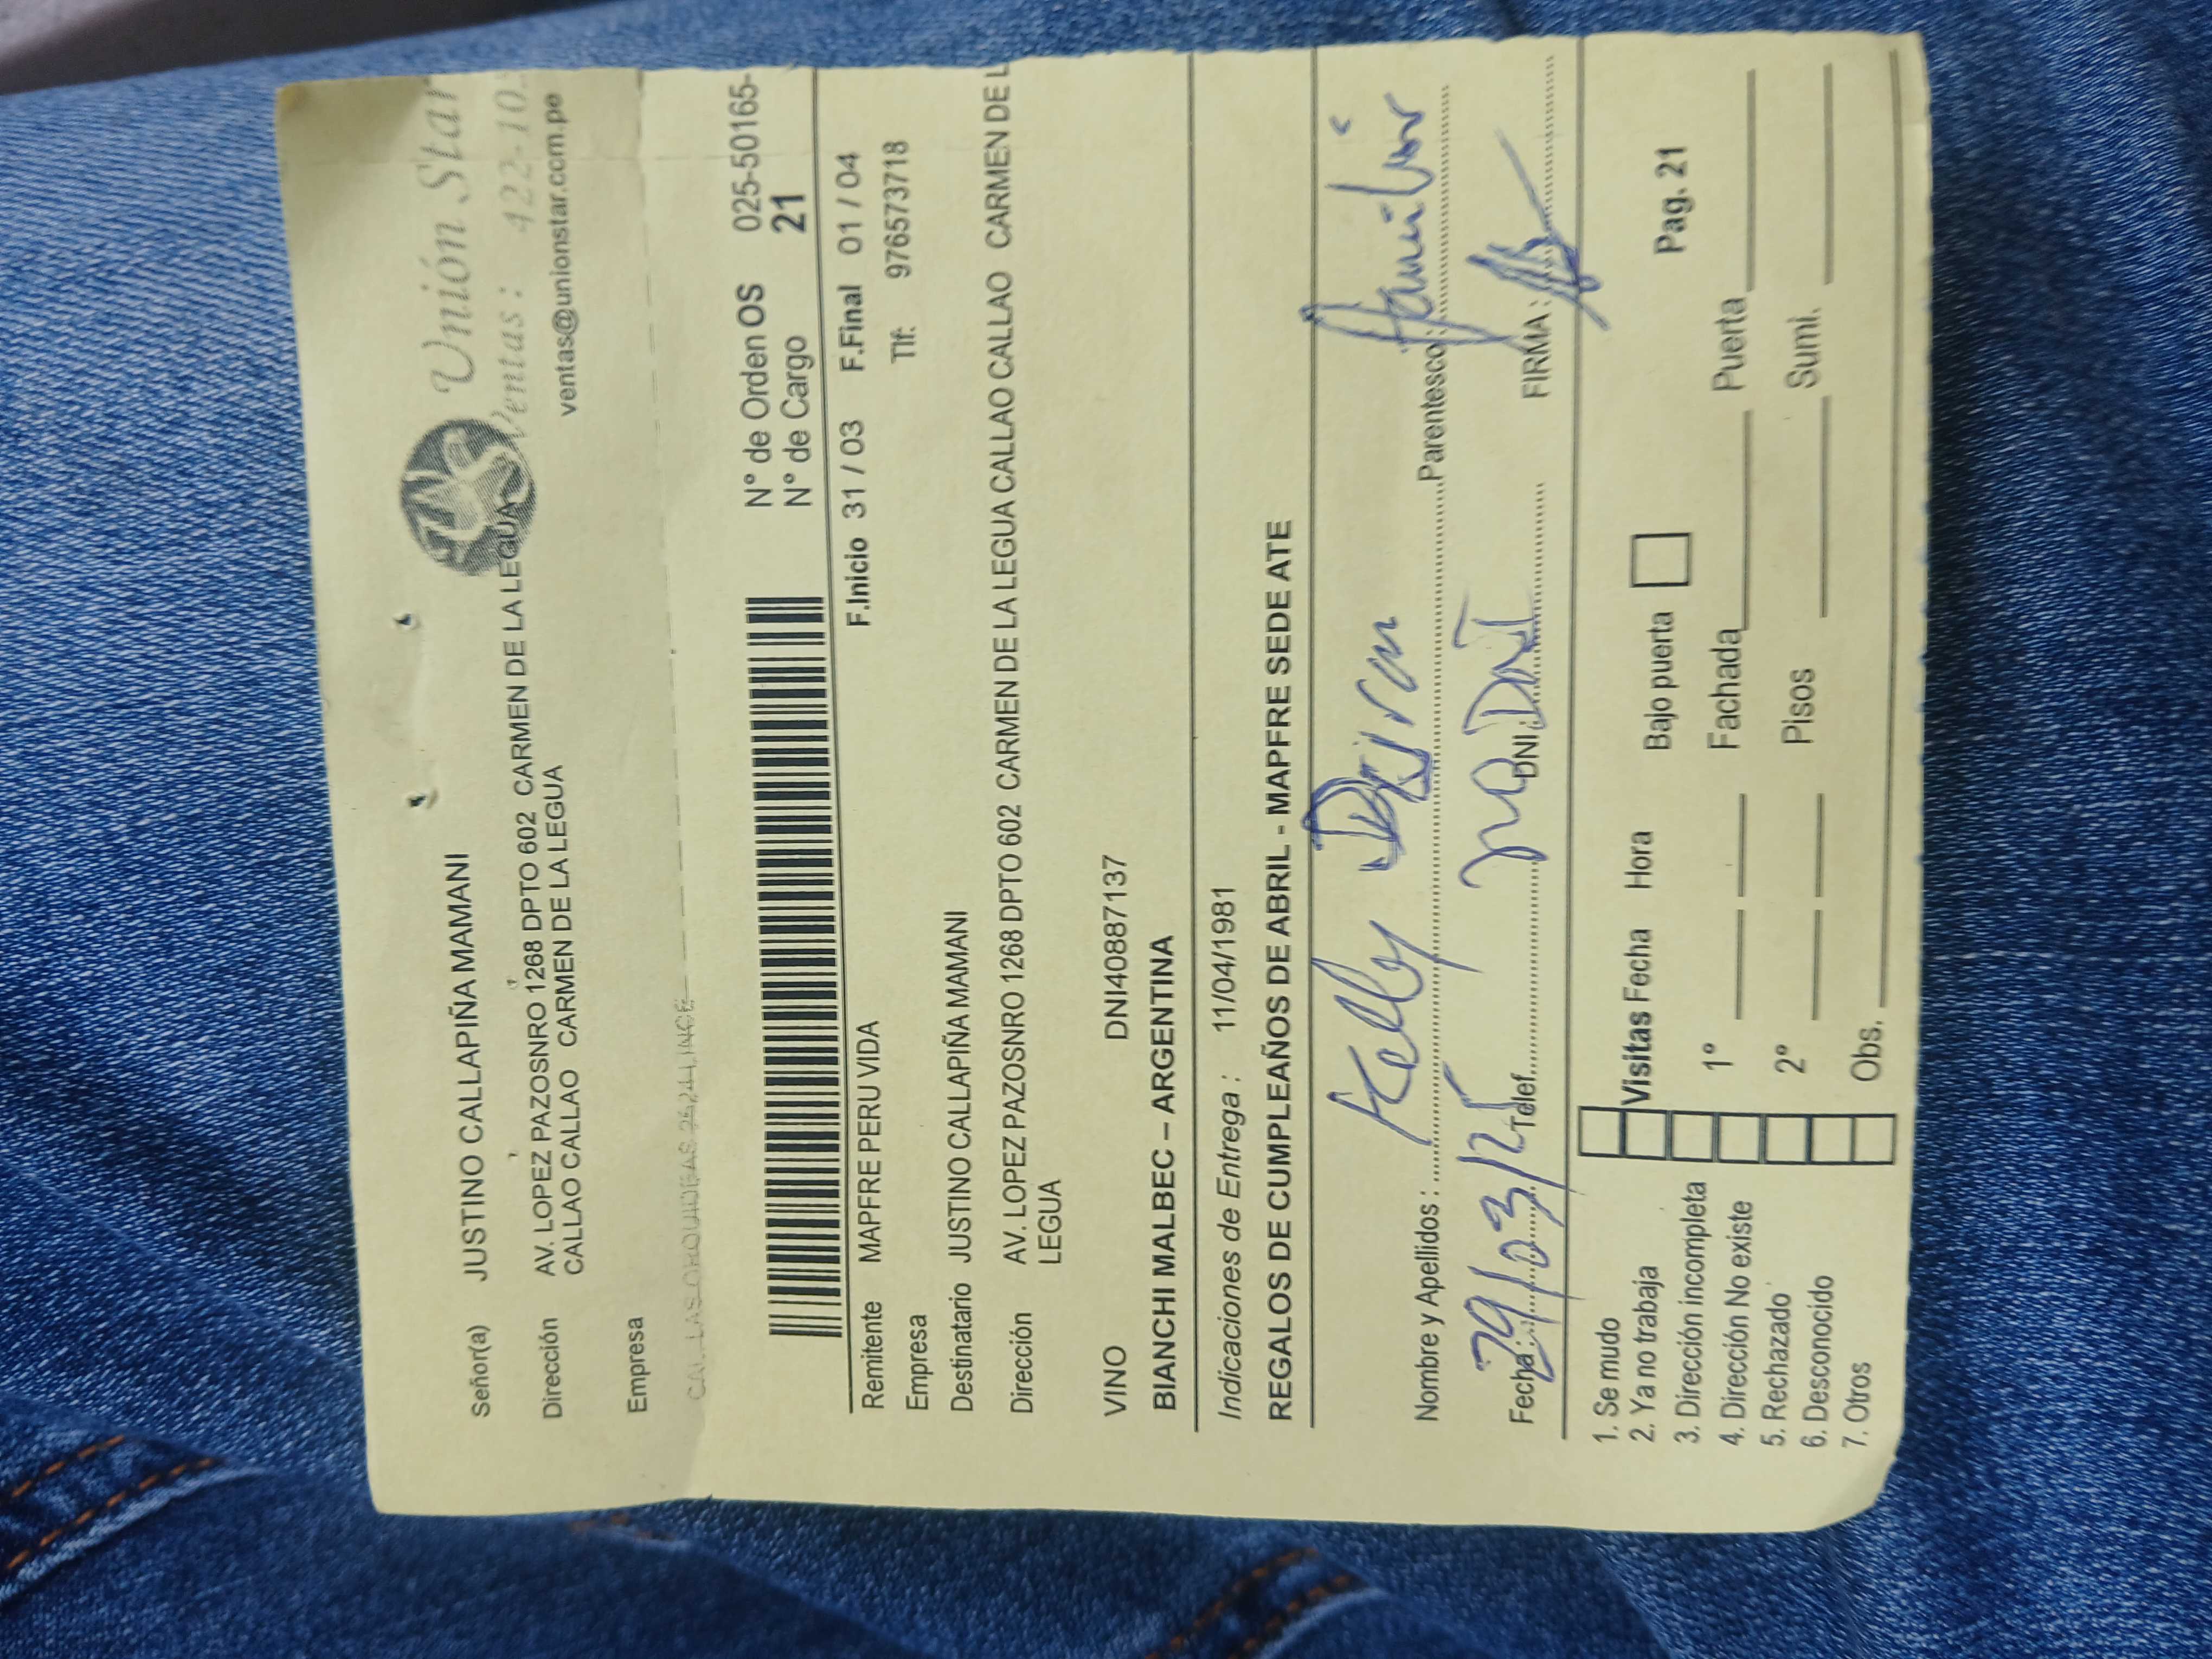 Unión Star
Ventas : 422-10
ventas@unionstar.com.pe
Señor(a) JUSTINO CALLAPIÑA MAMANI
Dirección AV. LOPEZ PAZOSNRO 1268 DPTO 602 CARMEN DE LA LEGUA
CALLAO CALLAO CARMEN DE LA LEGUA
Empresa
N° de Orden OS 025-50165-
N° de Cargo 21
F.Inicio 31 / 03 F.Final 01 / 04
Remitente MAPFRE PERU VIDA
Tlf: 976573718
Empresa
Destinatario JUSTINO CALLAPIÑA MAMANI
Dirección AV. LOPEZ PAZOSNRO 1268 DPTO 602 CARMEN DE LA LEGUA CALLAO CALLAO CARMEN DE L
LEGUA
VINO DNI40887137
BIANCHI MALBEC – ARGENTINA
Indicaciones de Entrega : 11/04/1981
REGALOS DE CUMPLEAÑOS DE ABRIL - MAPFRE SEDE ATE
Nombre y Apellidos : Kelly Parentesco: Familiar
Fecha : 29/03/25 Telef. DNI: no DNI FIRMA :
1. Se mudo
2. Ya no trabaja Visitas Fecha Hora Bajo puerta Pag. 21
3. Dirección incompleta
4. Dirección No existe 1° Fachada Puerta
5. Rechazado
6. Desconocido 2° Pisos Sumi.
7. Otros Obs.